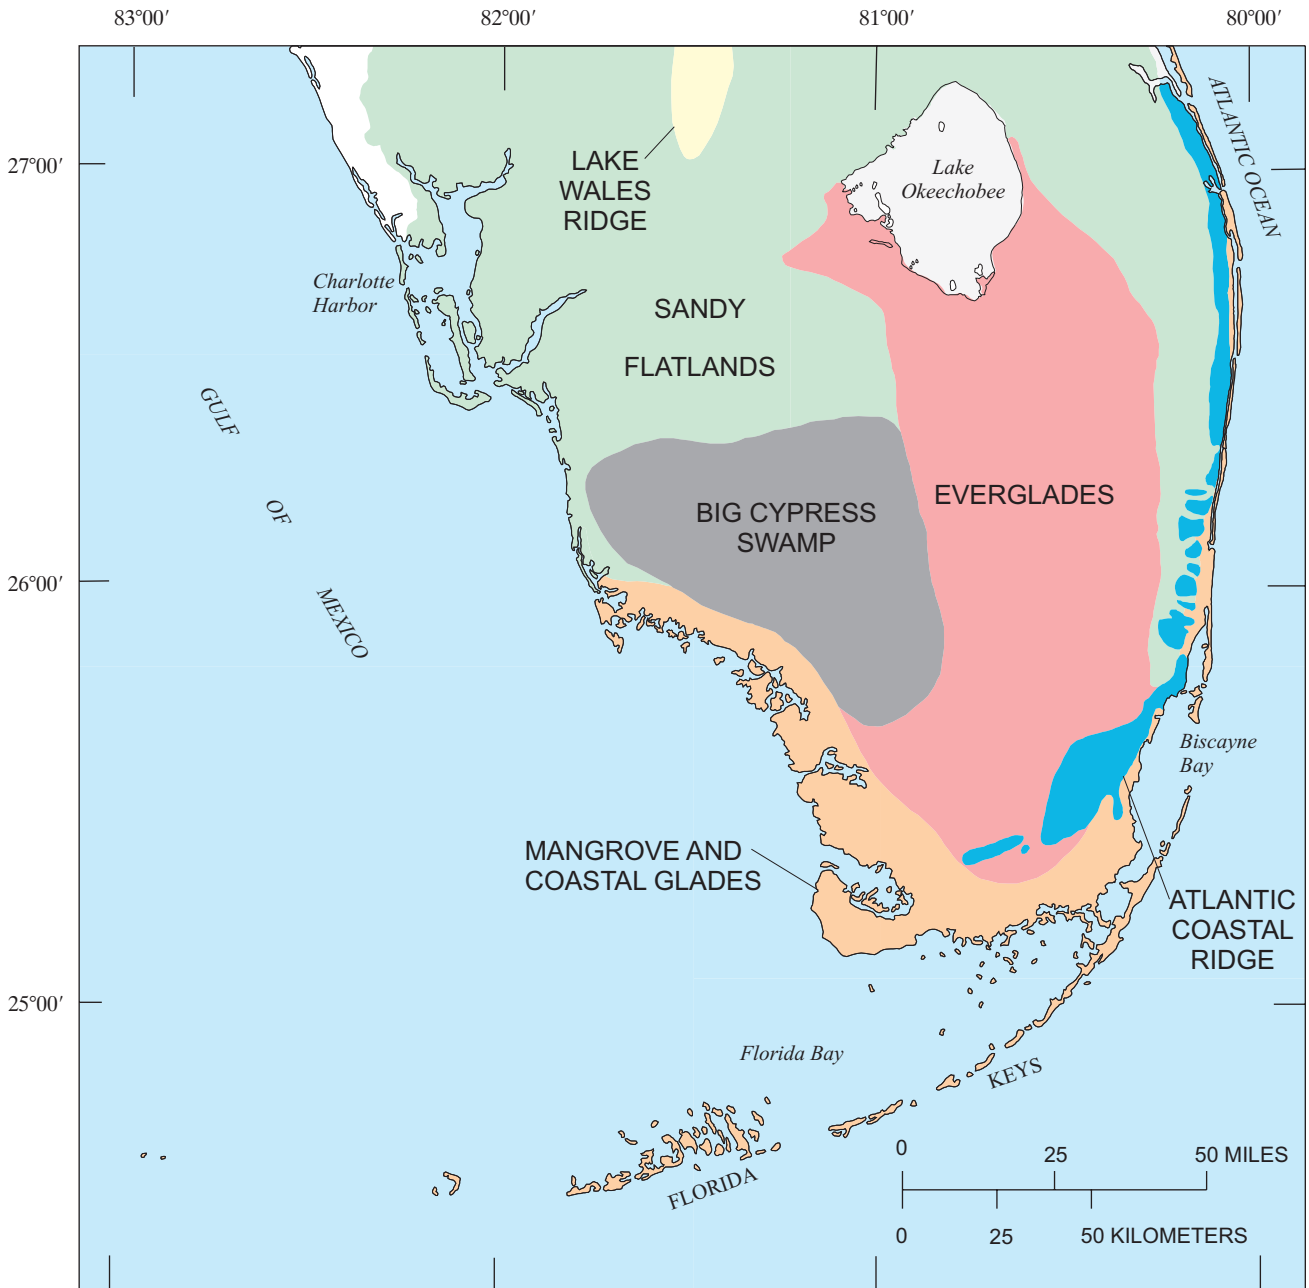 83°00′
82°00′
81°00′
80°00′
ATLANTIC OCEAN
27°00′
LAKE
WALES
RIDGE
Lake
Okeechobee
Charlotte
Harbor
SANDY
FLATLANDS
GULF
OF
MEXICO
BIG CYPRESS
SWAMP
EVERGLADES
26°00′
Biscayne
Bay
MANGROVE AND
COASTAL GLADES
ATLANTIC
COASTAL
RIDGE
25°00′
Florida Bay
FLORIDA
KEYS
0
25
50 MILES
0
25
50 KILOMETERS